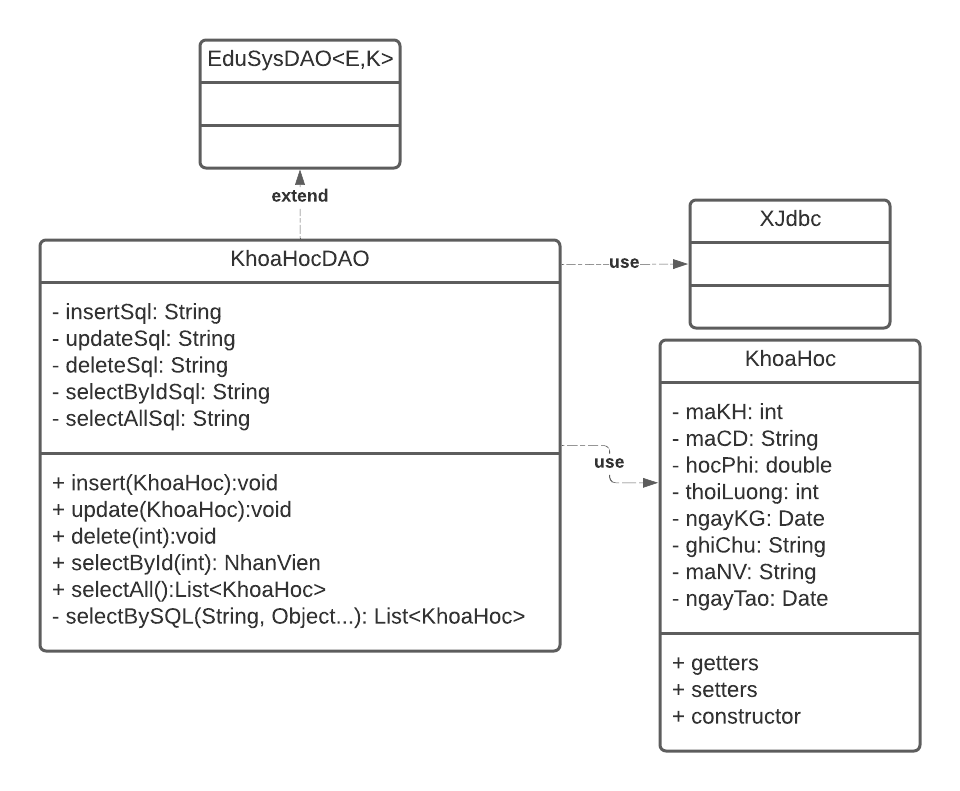 EduSysDAO<E,K>
extend
KhoaHocDAO
- insertSql: String
- updateSql: String
- deleteSql: String
- selectByIdSql: String
- selectAllSql: String
+ insert(KhoaHoc):void
+ update(KhoaHoc):void
+ delete(int):void
+ selectById(int): NhanVien
+ selectAll():List<KhoaHoc>
- selectBySQL(String, Object...): List<KhoaHoc>
use
XJdbc
use
KhoaHoc
- maKH: int
- maCD: String
- hocPhi: double
- thoiLuong: int
- ngayKG: Date
- ghiChu: String
- maNV: String
- ngayTao: Date
+ getters
+ setters
+ constructor